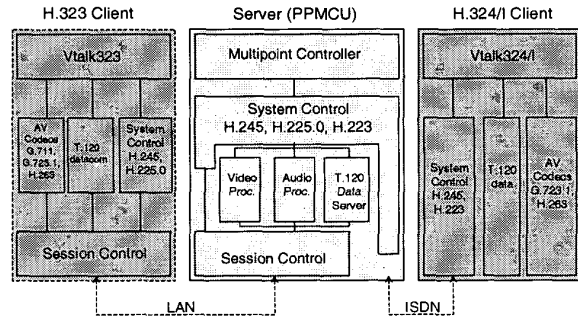 H.323 Client
Vtalk323
AV
Codecs
G.711,
G.723.1,
H.263
T.120
datacom
System
Control
H.245,
H.225.0
Session Control
Server (PPMCU)
Multipoint Controller
System Control
H.245, H.225.0, H.223
Video
Proc.
Audio
Proc.
T.120
Data
Server
Session Control
H.324/I Client
Vtalk324/I
System
Control
H.245,
H.223
T.120
data
AV
Codecs
G.723.1,
H.263
LAN
ISDN